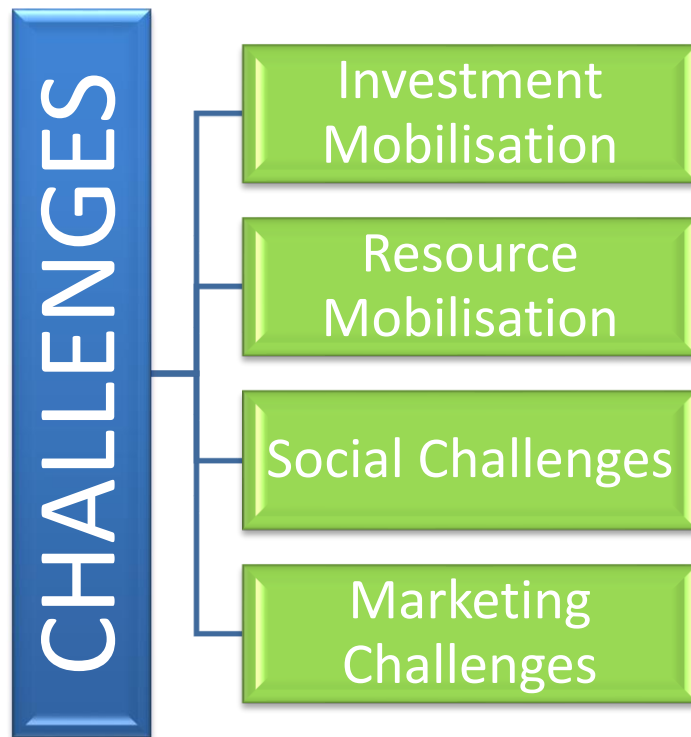 CHALLENGES
Investment
Mobilisation
Resource
Mobilisation
Social Challenges
Marketing
Challenges